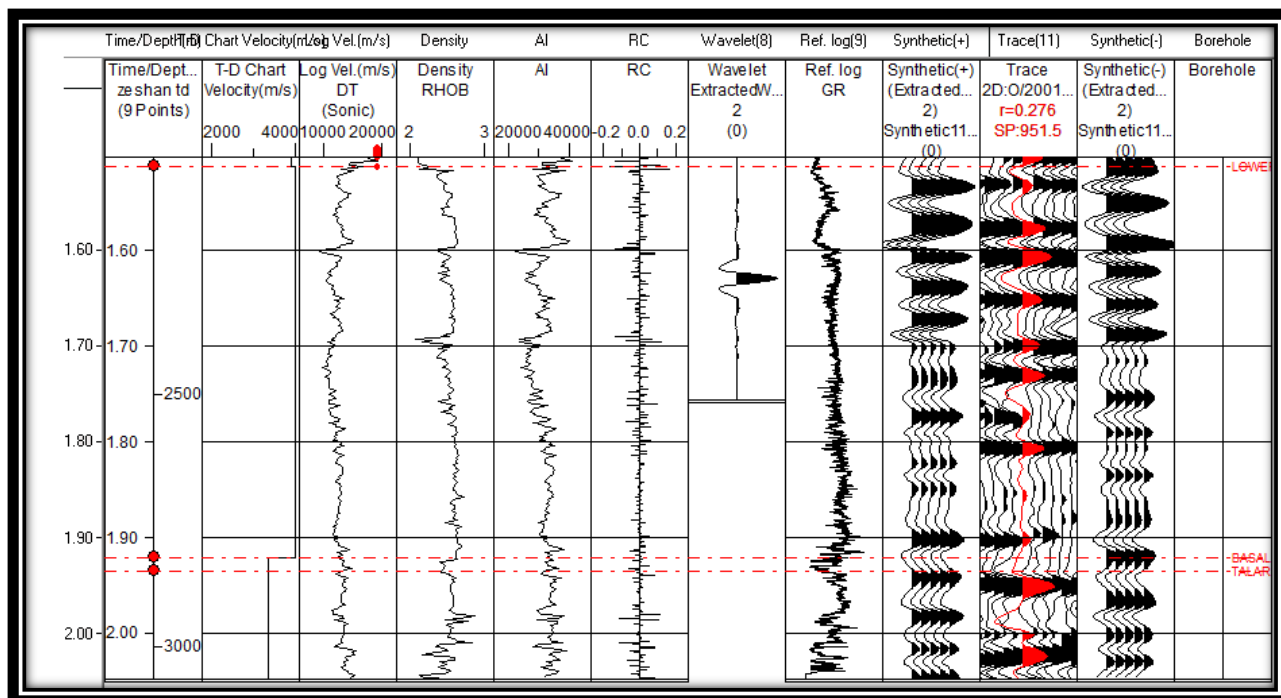 Time/Depth(m) T-D Chart Velocity(m/s) Log Vel.(m/s) Density AI RC Wavelet(8) Ref. log(9) Synthetic(+) Trace(11) Synthetic(-) Borehole
Time/Dept... T-D Chart Log Vel.(m/s) Density AI RC Wavelet Ref. log Synthetic(+) Trace Synthetic(-) Borehole
zeshan td Velocity(m/s) DT RHOB ExtractedW... GR (Extracted... 2D:O/2001... (Extracted...
(9 Points) (Sonic) 2 2) r=0.276 2)
(0) Synthetic11... SP:951.5 Synthetic11...
2000 4000 10000 20000 2 3 20000 40000 -0.2 0.0 0.2 (0) (0)
LOWER
1.60 1.60
1.70 1.70
2500
1.80 1.80
1.90 1.90
BASAL
TALAR
2.00 2.00
3000